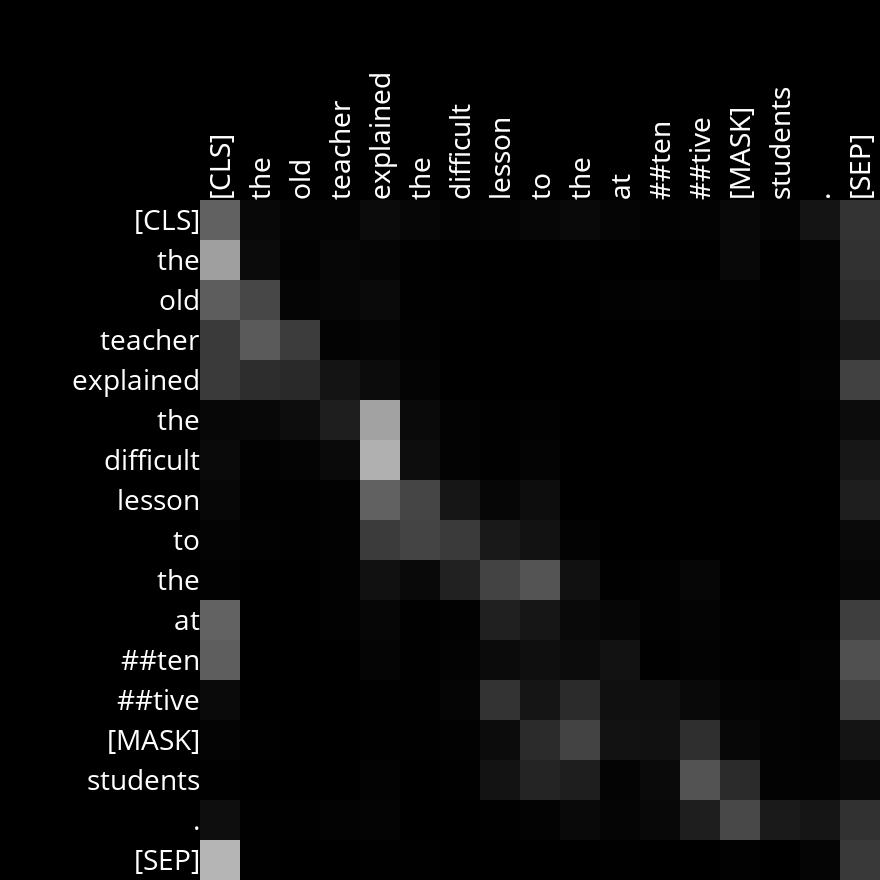 [CLS] the old teacher explained the difficult lesson to the at ##ten ##tive [MASK] students . [SEP]
[CLS]
the
old
teacher
explained
the
difficult
lesson
to
the
at
##ten
##tive
[MASK]
students
.
[SEP]